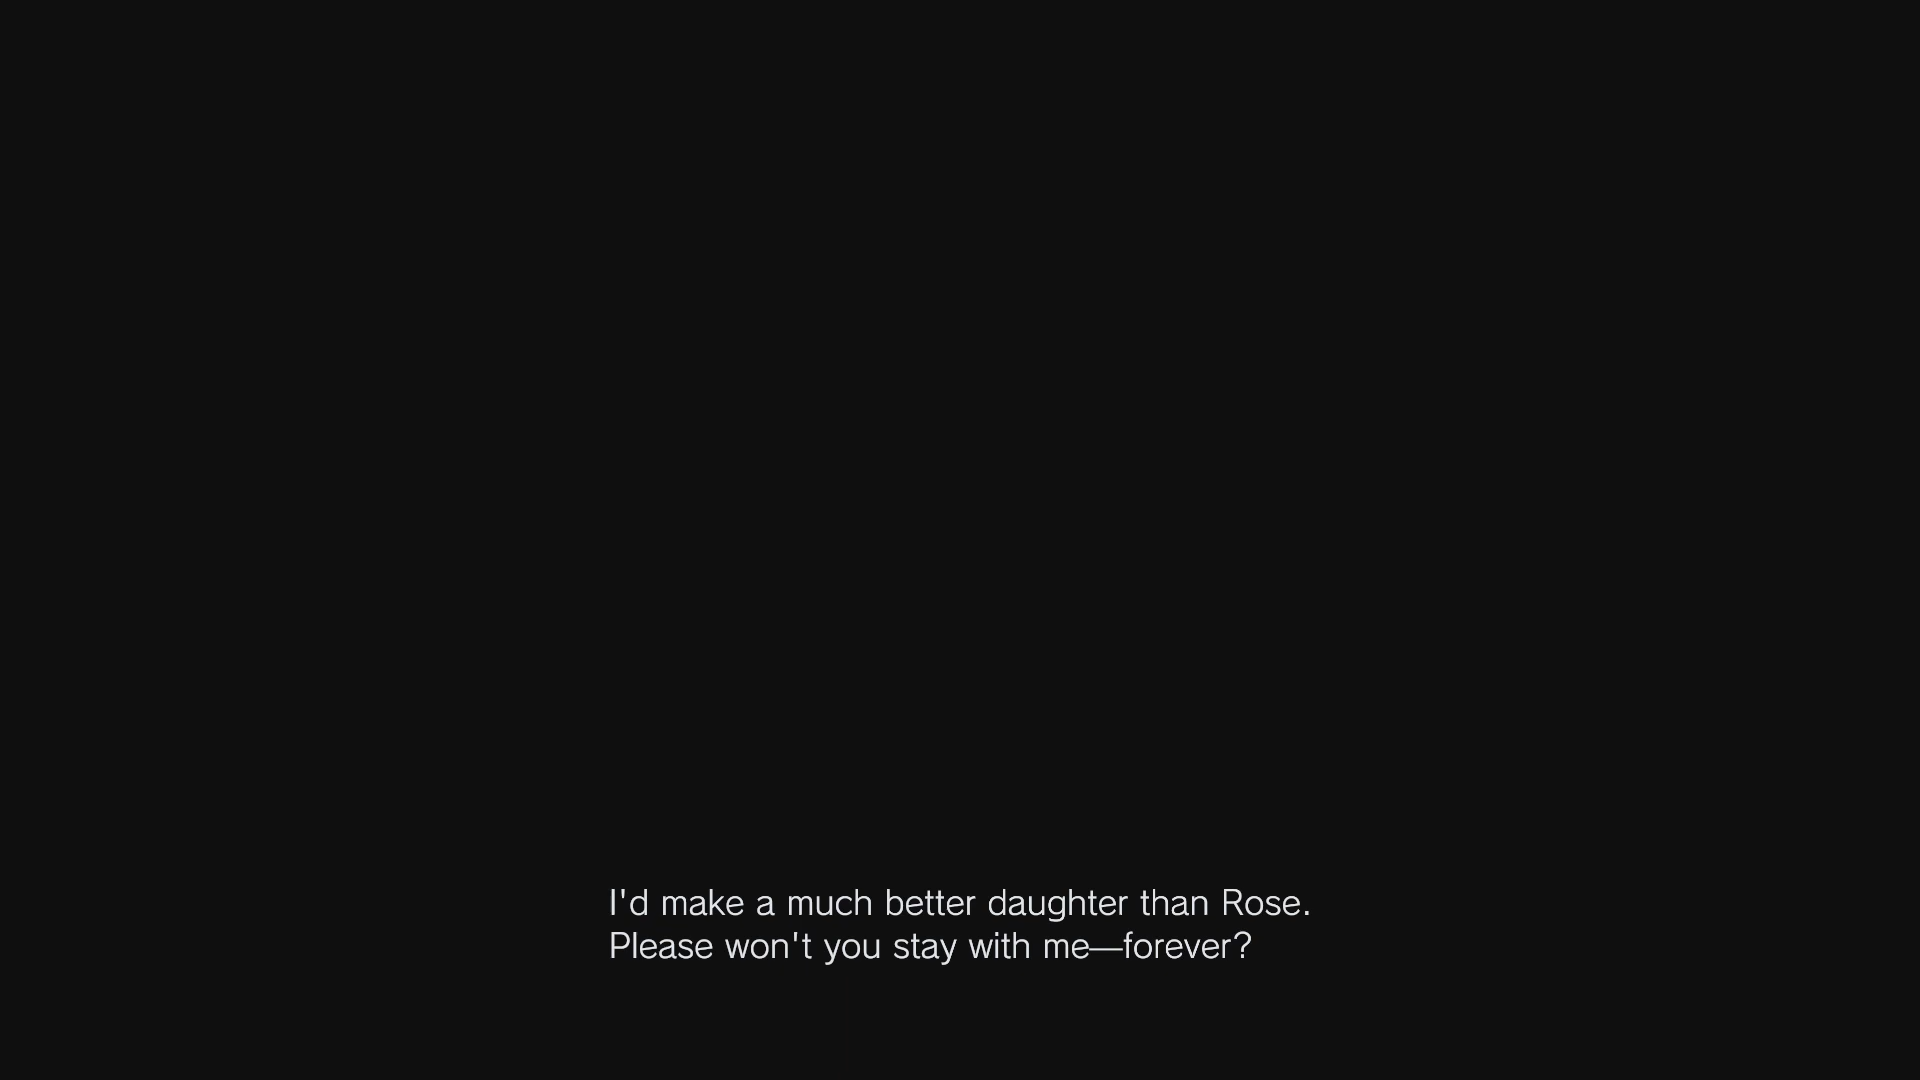 I'd make a much better daughter than Rose.
Please won't you stay with me—forever?